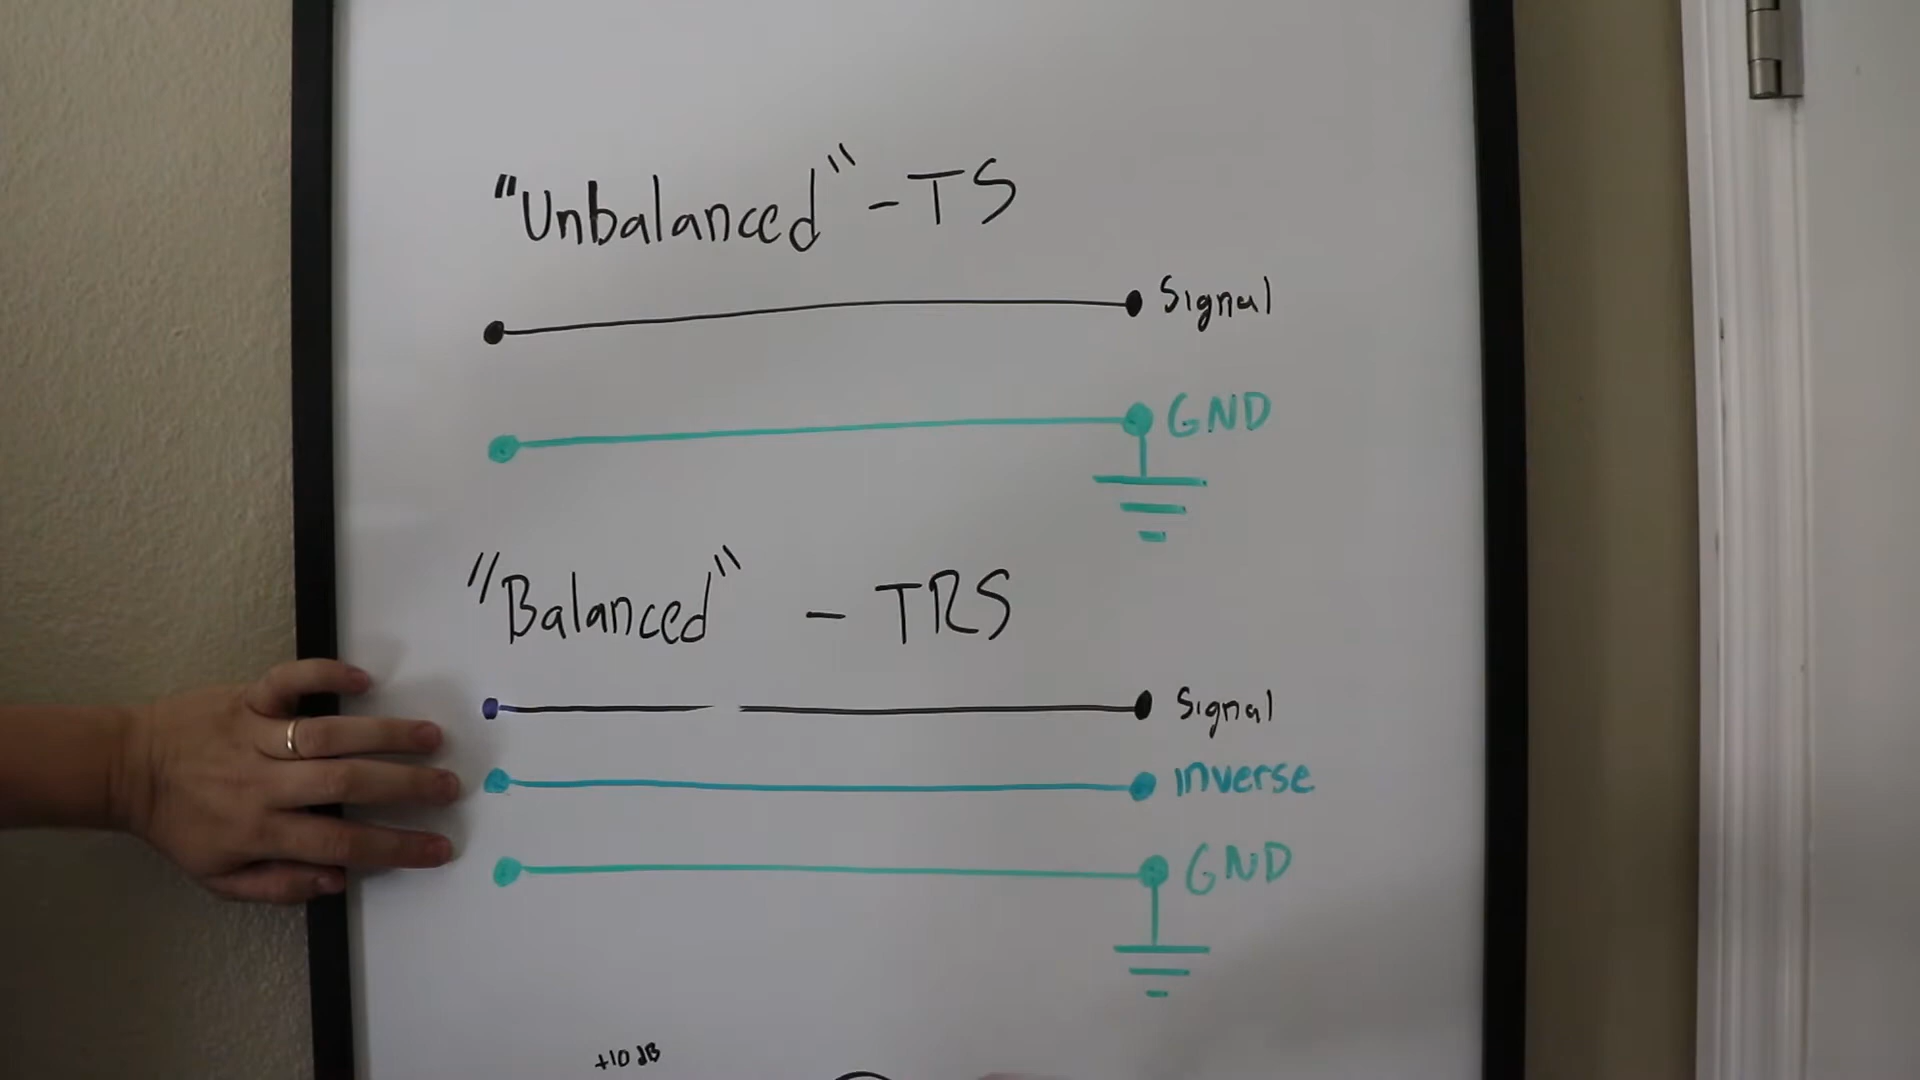 "Unbalanced" - TS
Signal
GND
"Balanced" - TRS
Signal
Inverse
GND
+10 dB